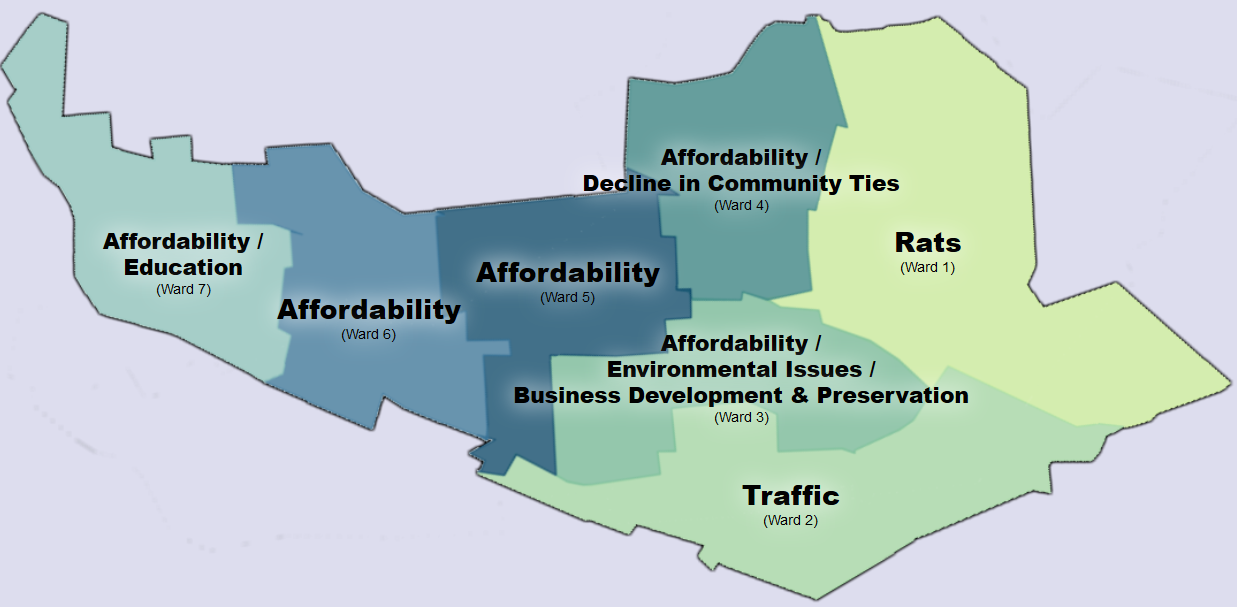 Affordability /
Education
(Ward 7)
Affordability
(Ward 6)
Affordability
(Ward 5)
Affordability /
Decline in Community Ties
(Ward 4)
Rats
(Ward 1)
Affordability /
Environmental Issues /
Business Development & Preservation
(Ward 3)
Traffic
(Ward 2)